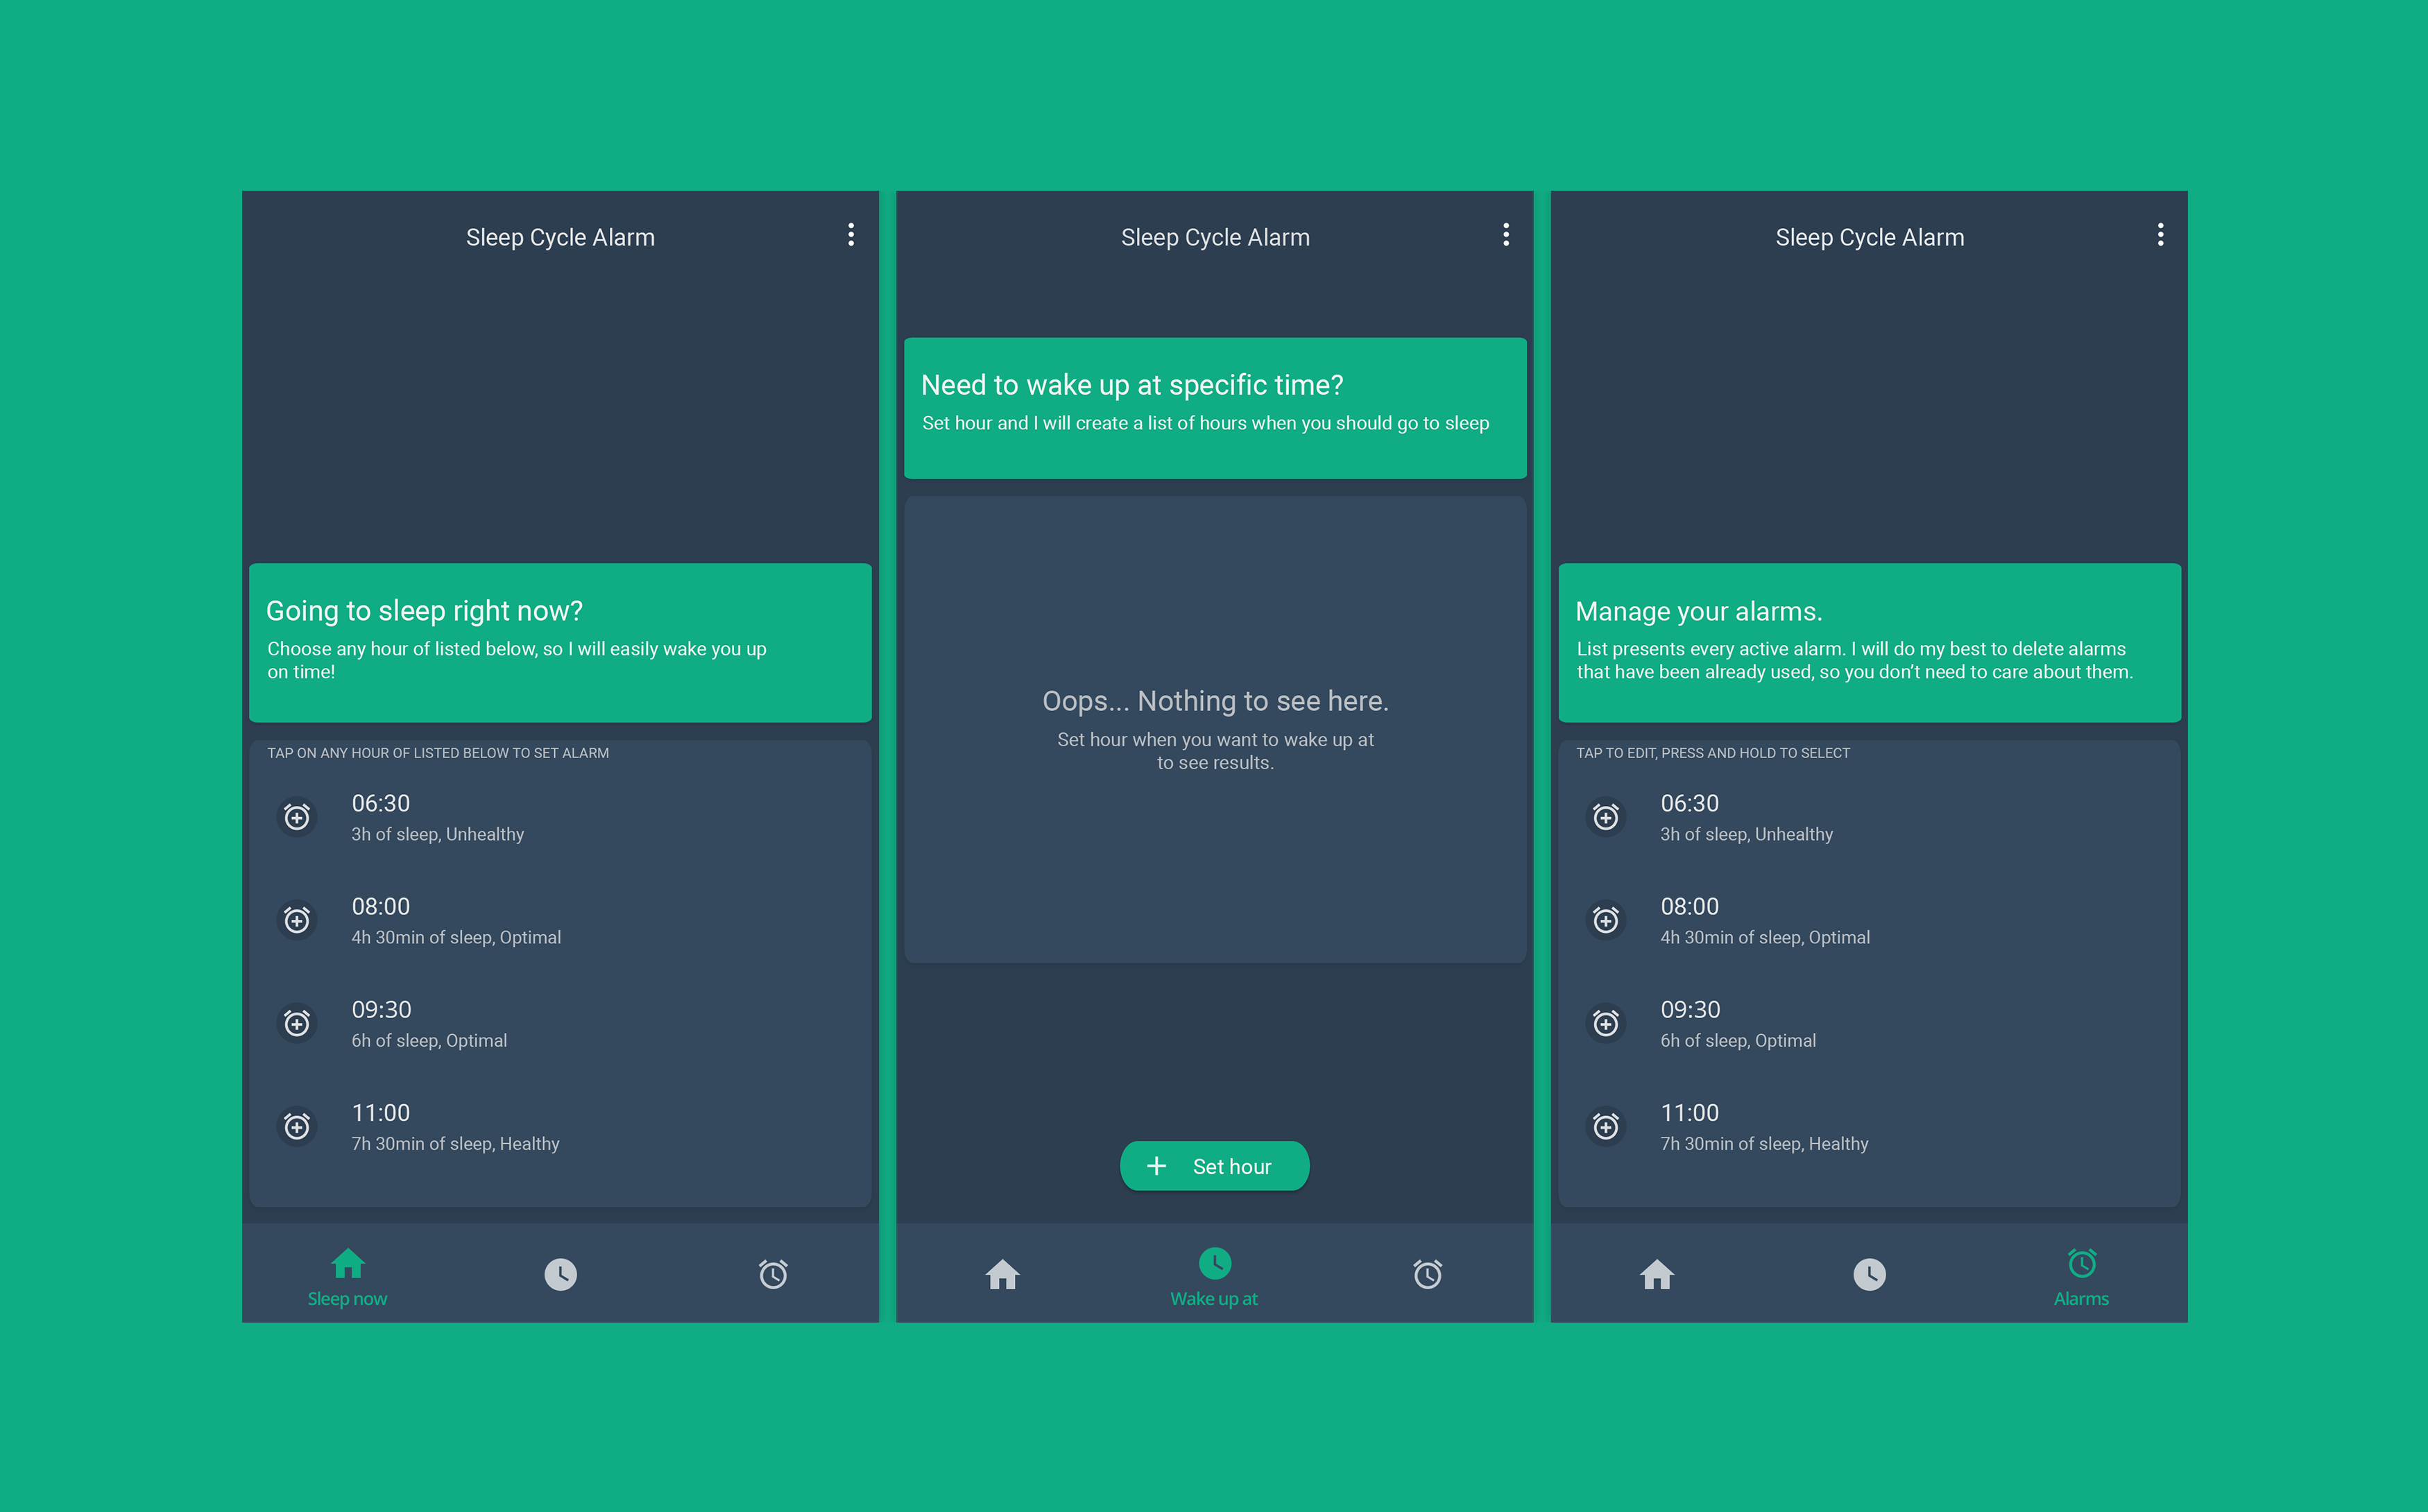 Sleep Cycle Alarm
Going to sleep right now?
Choose any hour of listed below, so I will easily wake you up
on time!
TAP ON ANY HOUR OF LISTED BELOW TO SET ALARM
06:30
3h of sleep, Unhealthy
08:00
4h 30min of sleep, Optimal
09:30
6h of sleep, Optimal
11:00
7h 30min of sleep, Healthy
Sleep now
Sleep Cycle Alarm
Need to wake up at specific time?
Set hour and I will create a list of hours when you should go to sleep
Oops... Nothing to see here.
Set hour when you want to wake up at
to see results.
Set hour
Wake up at
Sleep Cycle Alarm
Manage your alarms.
List presents every active alarm. I will do my best to delete alarms
that have been already used, so you don’t need to care about them.
TAP TO EDIT, PRESS AND HOLD TO SELECT
06:30
3h of sleep, Unhealthy
08:00
4h 30min of sleep, Optimal
09:30
6h of sleep, Optimal
11:00
7h 30min of sleep, Healthy
Alarms